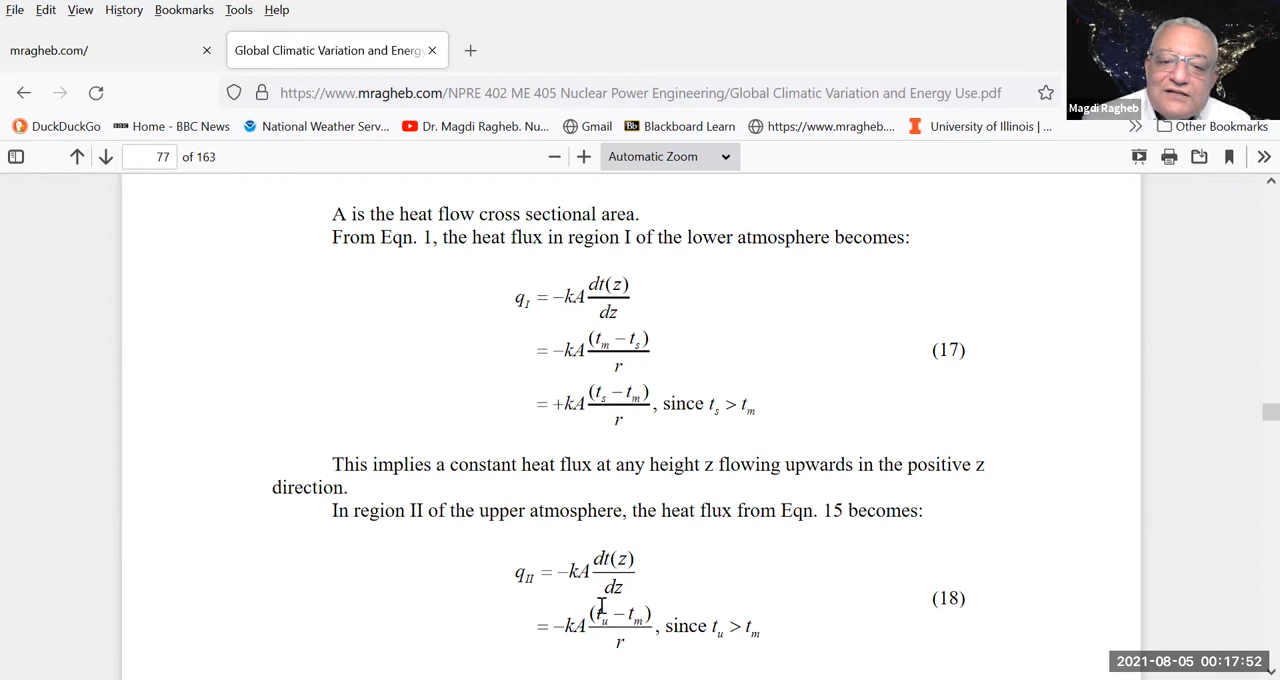 File Edit View History Bookmarks Tools Help
mragheb.com/ × Global Climatic Variation and Energy × +
https://www.mragheb.com/NPRE 402 ME 405 Nuclear Power Engineering/Global Climatic Variation and Energy Use.pdf
DuckDuckGo BBC Home - BBC News National Weather Serv... Dr. Magdi Ragheb. Nu... Gmail Bb Blackboard Learn https://www.mragheb.... University of Illinois | ... Other Bookmarks
Magdi Ragheb
77 of 163 − + Automatic Zoom
A is the heat flow cross sectional area.
From Eqn. 1, the heat flux in region I of the lower atmosphere becomes:
q_I = −kA dt(z)/dz
= −kA (t_m − t_s)/r (17)
= +kA (t_s − t_m)/r, since t_s > t_m
This implies a constant heat flux at any height z flowing upwards in the positive z
direction.
In region II of the upper atmosphere, the heat flux from Eqn. 15 becomes:
q_II = −kA dt(z)/dz
= −kA (t_u − t_m)/r, since t_u > t_m (18)
2021-08-05 00:17:52